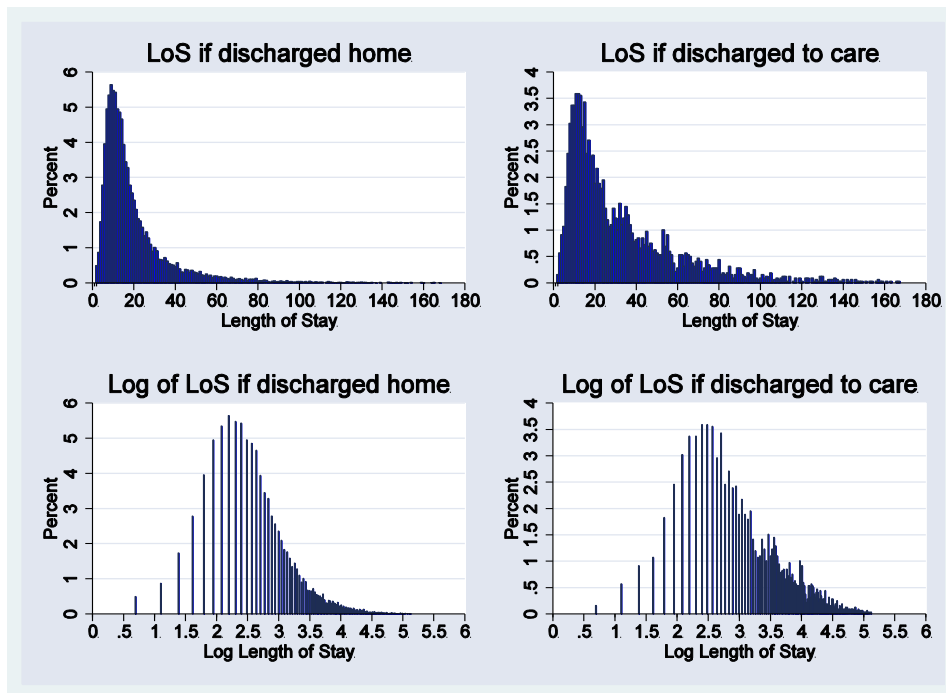 LoS if discharged home
6
5
4
3
2
1
0
Percent
0 20 40 60 80 100 120 140 160 180
Length of Stay
LoS if discharged to care
4
3.5
3
2.5
2
1.5
1
.5
0
Percent
0 20 40 60 80 100 120 140 160 180
Length of Stay
Log of LoS if discharged home
6
5
4
3
2
1
0
Percent
0 .5 1 1.5 2 2.5 3 3.5 4 4.5 5 5.5 6
Log Length of Stay
Log of LoS if discharged to care
4
3.5
3
2.5
2
1.5
1
.5
0
Percent
0 .5 1 1.5 2 2.5 3 3.5 4 4.5 5 5.5 6
Log Length of Stay